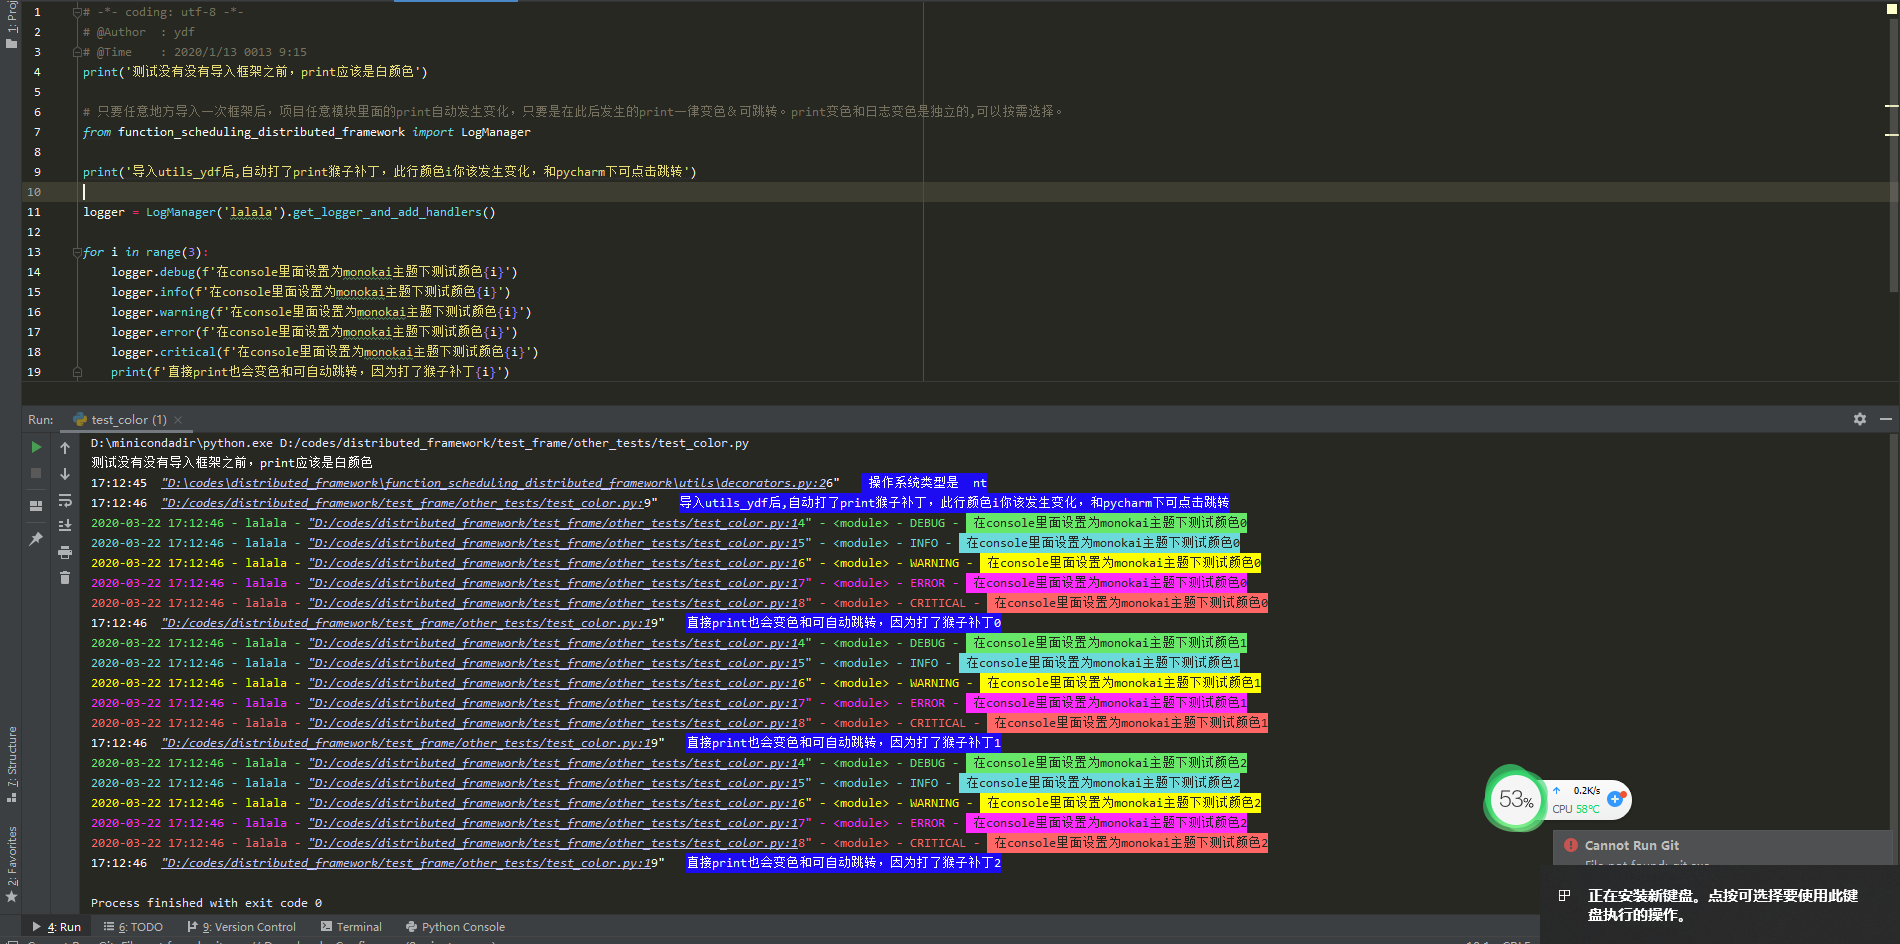 1: Proj
1 # -*- coding: utf-8 -*-
2 # @Author  : ydf
3 # @Time    : 2020/1/13 0013 9:15
4 print('测试没有没有导入框架之前，print应该是白颜色')
5
6 # 只要任意地方导入一次框架后，项目任意模块里面的print自动发生变化，只要是在此后发生的print一律变色＆可跳转。print变色和日志变色是独立的,可以按需选择。
7 from function_scheduling_distributed_framework import LogManager
8
9 print('导入utils_ydf后,自动打了print猴子补丁，此行颜色i你该发生变化，和pycharm下可点击跳转')
10
11 logger = LogManager('lalala').get_logger_and_add_handlers()
12
13 for i in range(3):
14     logger.debug(f'在console里面设置为monokai主题下测试颜色{i}')
15     logger.info(f'在console里面设置为monokai主题下测试颜色{i}')
16     logger.warning(f'在console里面设置为monokai主题下测试颜色{i}')
17     logger.error(f'在console里面设置为monokai主题下测试颜色{i}')
18     logger.critical(f'在console里面设置为monokai主题下测试颜色{i}')
19     print(f'直接print也会变色和可自动跳转，因为打了猴子补丁{i}')
Run: test_color (1)
D:\minicondadir\python.exe D:/codes/distributed_framework/test_frame/other_tests/test_color.py
测试没有没有导入框架之前，print应该是白颜色
17:12:45  "D:\codes\distributed_framework\function_scheduling_distributed_framework\utils\decorators.py:26"   操作系统类型是  nt
17:12:46  "D:/codes/distributed_framework/test_frame/other_tests/test_color.py:9"   导入utils_ydf后,自动打了print猴子补丁，此行颜色i你该发生变化，和pycharm下可点击跳转
2020-03-22 17:12:46 - lalala - "D:/codes/distributed_framework/test_frame/other_tests/test_color.py:14" - <module> - DEBUG - 在console里面设置为monokai主题下测试颜色0
2020-03-22 17:12:46 - lalala - "D:/codes/distributed_framework/test_frame/other_tests/test_color.py:15" - <module> - INFO - 在console里面设置为monokai主题下测试颜色0
2020-03-22 17:12:46 - lalala - "D:/codes/distributed_framework/test_frame/other_tests/test_color.py:16" - <module> - WARNING - 在console里面设置为monokai主题下测试颜色0
2020-03-22 17:12:46 - lalala - "D:/codes/distributed_framework/test_frame/other_tests/test_color.py:17" - <module> - ERROR - 在console里面设置为monokai主题下测试颜色0
2020-03-22 17:12:46 - lalala - "D:/codes/distributed_framework/test_frame/other_tests/test_color.py:18" - <module> - CRITICAL - 在console里面设置为monokai主题下测试颜色0
17:12:46  "D:/codes/distributed_framework/test_frame/other_tests/test_color.py:19"   直接print也会变色和可自动跳转，因为打了猴子补丁0
2020-03-22 17:12:46 - lalala - "D:/codes/distributed_framework/test_frame/other_tests/test_color.py:14" - <module> - DEBUG - 在console里面设置为monokai主题下测试颜色1
2020-03-22 17:12:46 - lalala - "D:/codes/distributed_framework/test_frame/other_tests/test_color.py:15" - <module> - INFO - 在console里面设置为monokai主题下测试颜色1
2020-03-22 17:12:46 - lalala - "D:/codes/distributed_framework/test_frame/other_tests/test_color.py:16" - <module> - WARNING - 在console里面设置为monokai主题下测试颜色1
2020-03-22 17:12:46 - lalala - "D:/codes/distributed_framework/test_frame/other_tests/test_color.py:17" - <module> - ERROR - 在console里面设置为monokai主题下测试颜色1
2020-03-22 17:12:46 - lalala - "D:/codes/distributed_framework/test_frame/other_tests/test_color.py:18" - <module> - CRITICAL - 在console里面设置为monokai主题下测试颜色1
17:12:46  "D:/codes/distributed_framework/test_frame/other_tests/test_color.py:19"   直接print也会变色和可自动跳转，因为打了猴子补丁1
2020-03-22 17:12:46 - lalala - "D:/codes/distributed_framework/test_frame/other_tests/test_color.py:14" - <module> - DEBUG - 在console里面设置为monokai主题下测试颜色2
2020-03-22 17:12:46 - lalala - "D:/codes/distributed_framework/test_frame/other_tests/test_color.py:15" - <module> - INFO - 在console里面设置为monokai主题下测试颜色2
2020-03-22 17:12:46 - lalala - "D:/codes/distributed_framework/test_frame/other_tests/test_color.py:16" - <module> - WARNING - 在console里面设置为monokai主题下测试颜色2
2020-03-22 17:12:46 - lalala - "D:/codes/distributed_framework/test_frame/other_tests/test_color.py:17" - <module> - ERROR - 在console里面设置为monokai主题下测试颜色2
2020-03-22 17:12:46 - lalala - "D:/codes/distributed_framework/test_frame/other_tests/test_color.py:18" - <module> - CRITICAL - 在console里面设置为monokai主题下测试颜色2
17:12:46  "D:/codes/distributed_framework/test_frame/other_tests/test_color.py:19"   直接print也会变色和可自动跳转，因为打了猴子补丁2
Process finished with exit code 0
7: Structure
2: Favorites
53%
0.2K/s
CPU 58℃
Cannot Run Git
正在安装新键盘。点按可选择要使用此键
盘执行的操作。
4: Run  6: TODO  9: Version Control  Terminal  Python Console